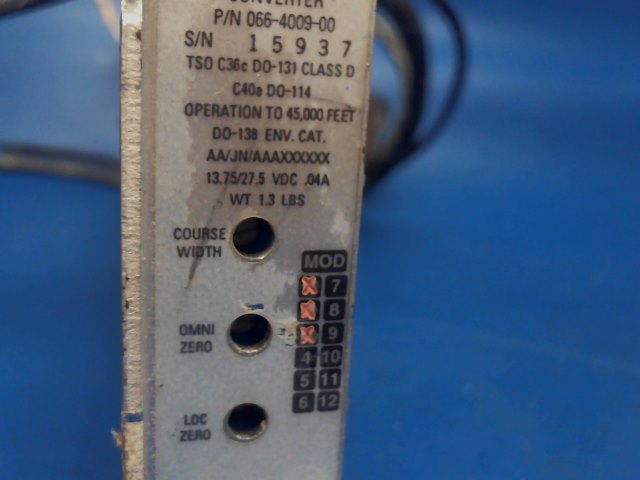 CONVERTER
P/N 066-4009-00
S/N 15937
TSO C36c DO-131 CLASS D
C40a DO-114
OPERATION TO 45,000 FEET
DO-138 ENV. CAT.
AA/JN/AAAXXXXXX
13.75/27.5 VDC .04A
WT 1.3 LBS
COURSE
WIDTH
MOD
7
8
OMNI
ZERO
9
4 10
5 11
6 12
LOC
ZERO